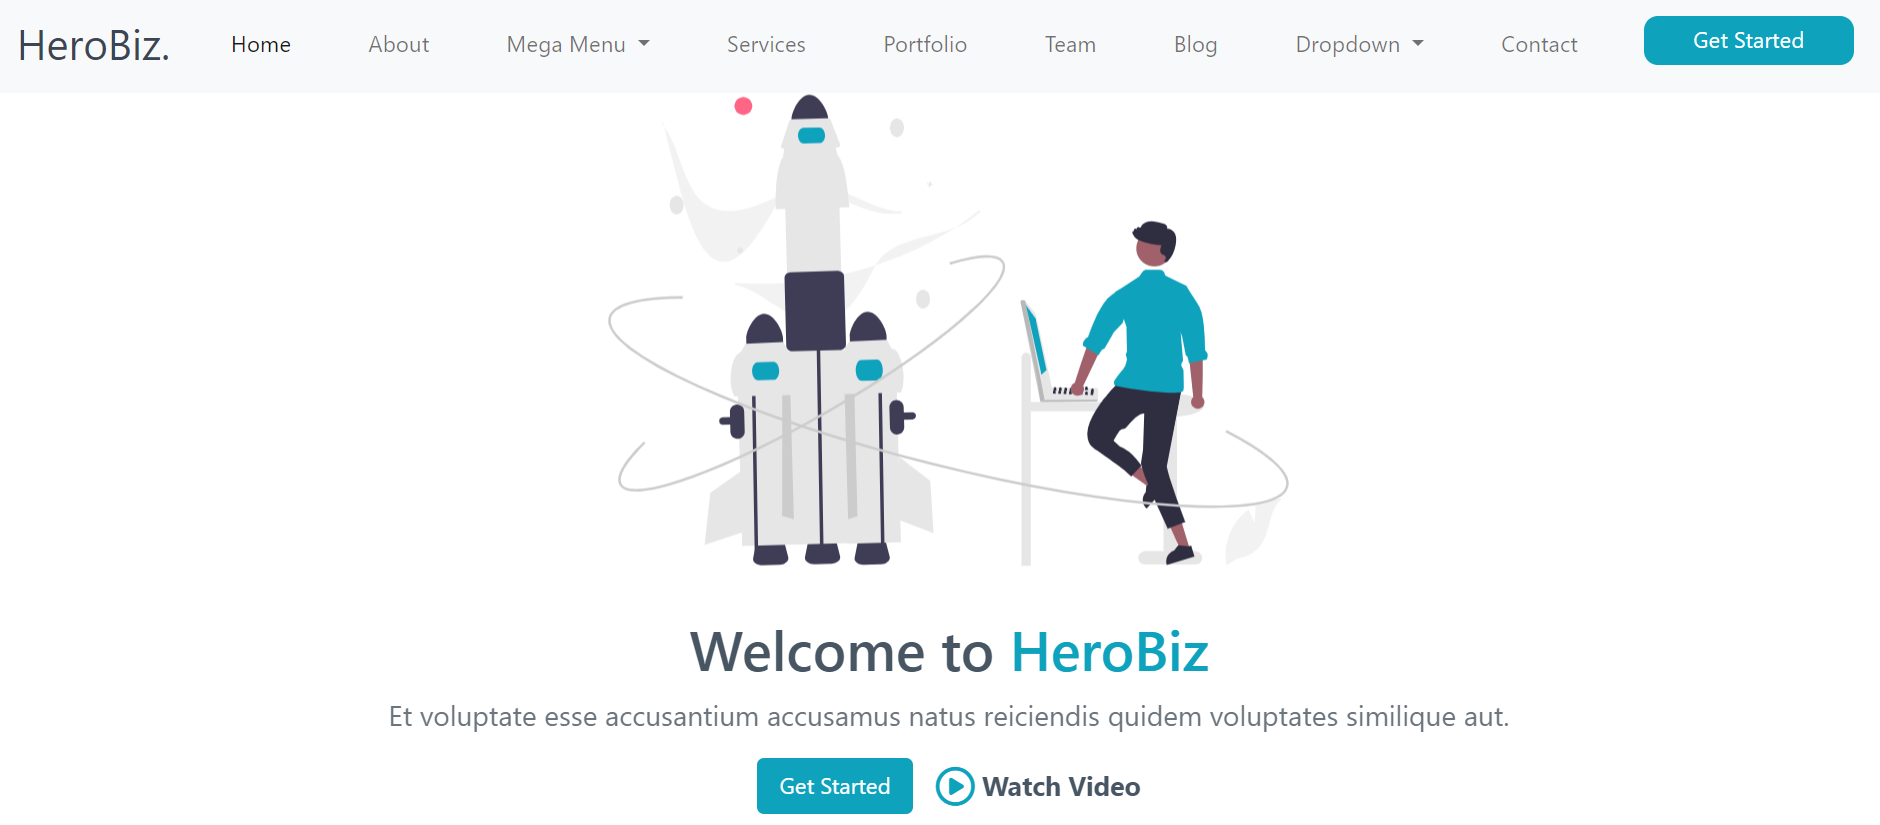 HeroBiz. Home About Mega Menu Services Portfolio Team Blog Dropdown Contact Get Started
Welcome to HeroBiz
Et voluptate esse accusantium accusamus natus reiciendis quidem voluptates similique aut.
Get Started Watch Video